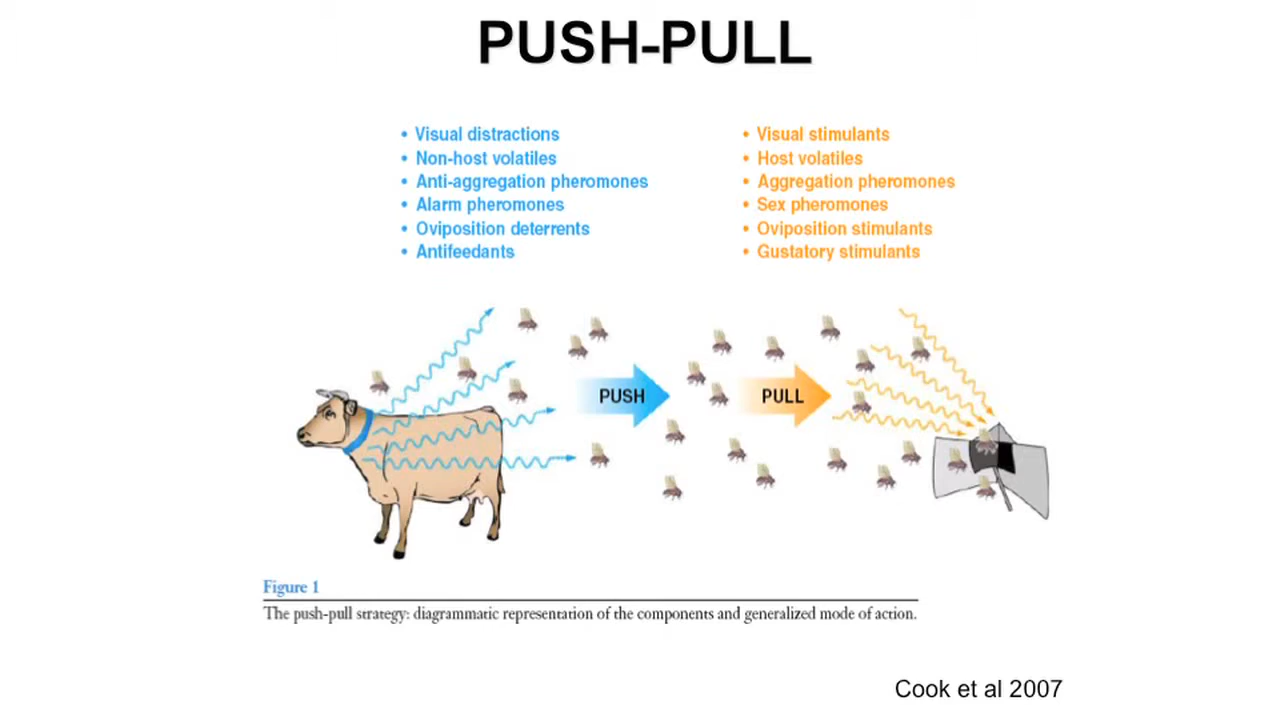 PUSH-PULL
• Visual distractions
• Non-host volatiles
• Anti-aggregation pheromones
• Alarm pheromones
• Oviposition deterrents
• Antifeedants
• Visual stimulants
• Host volatiles
• Aggregation pheromones
• Sex pheromones
• Oviposition stimulants
• Gustatory stimulants
PUSH
PULL
Figure 1
The push-pull strategy: diagrammatic representation of the components and generalized mode of action.
Cook et al 2007